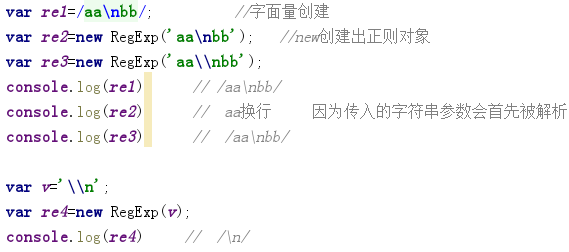 var re1=/aa\nbb/;          //字面量创建
var re2=new RegExp('aa\nbb');   //new创建出正则对象
var re3=new RegExp('aa\\nbb');
console.log(re1)      // /aa\nbb/
console.log(re2)      //  aa换行     因为传入的字符串参数会首先被解析
console.log(re3)      //  /aa\nbb/
var v='\\n';
var re4=new RegExp(v);
console.log(re4)     //  /\n/